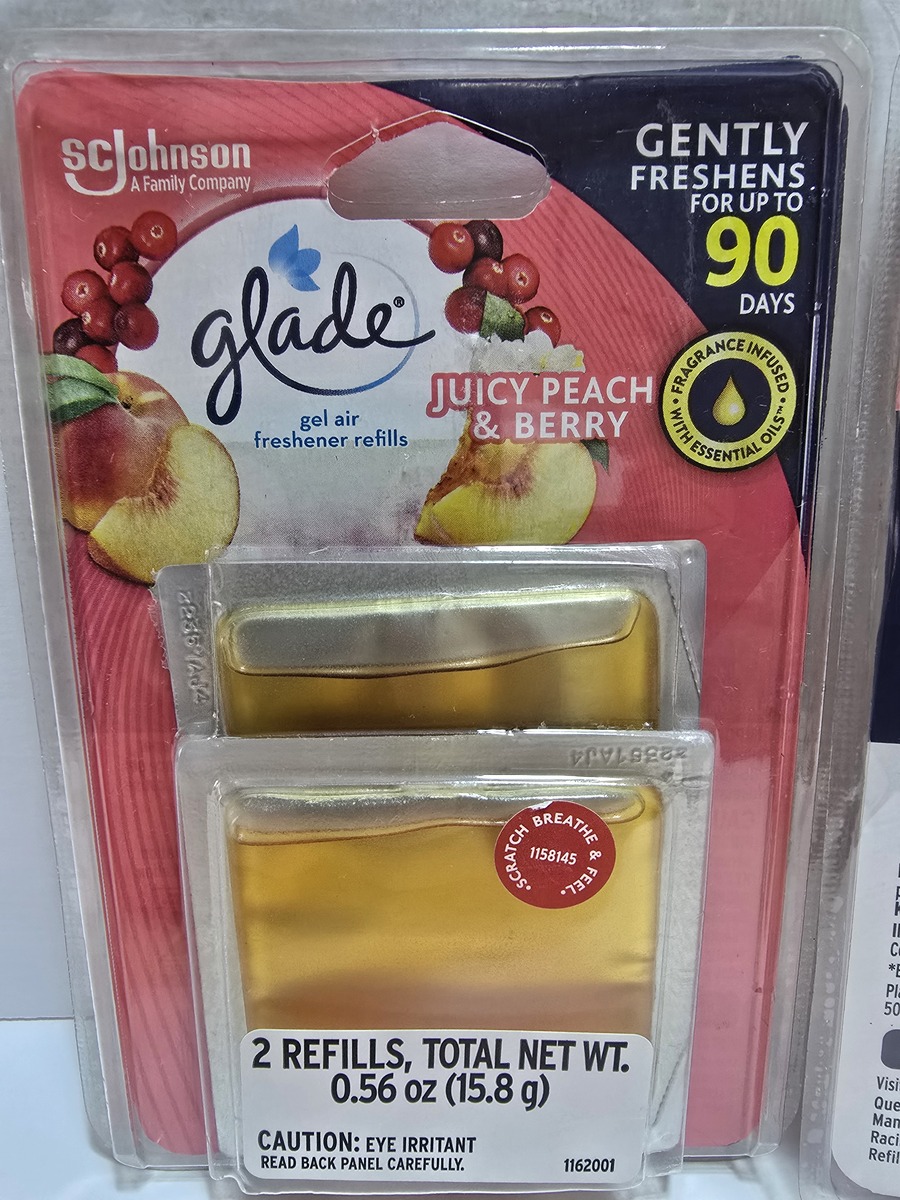 SCJohnson
A Family Company
GENTLY
FRESHENS
FOR UP TO
90
DAYS
glade®
gel air
freshener refills
JUICY PEACH
& BERRY
• FRAGRANCE INFUSED •
WITH ESSENTIAL OILS™
•SCRATCH BREATHE & FEEL•
1158145
2 REFILLS, TOTAL NET WT.
0.56 oz (15.8 g)
CAUTION: EYE IRRITANT
READ BACK PANEL CAREFULLY.
1162001